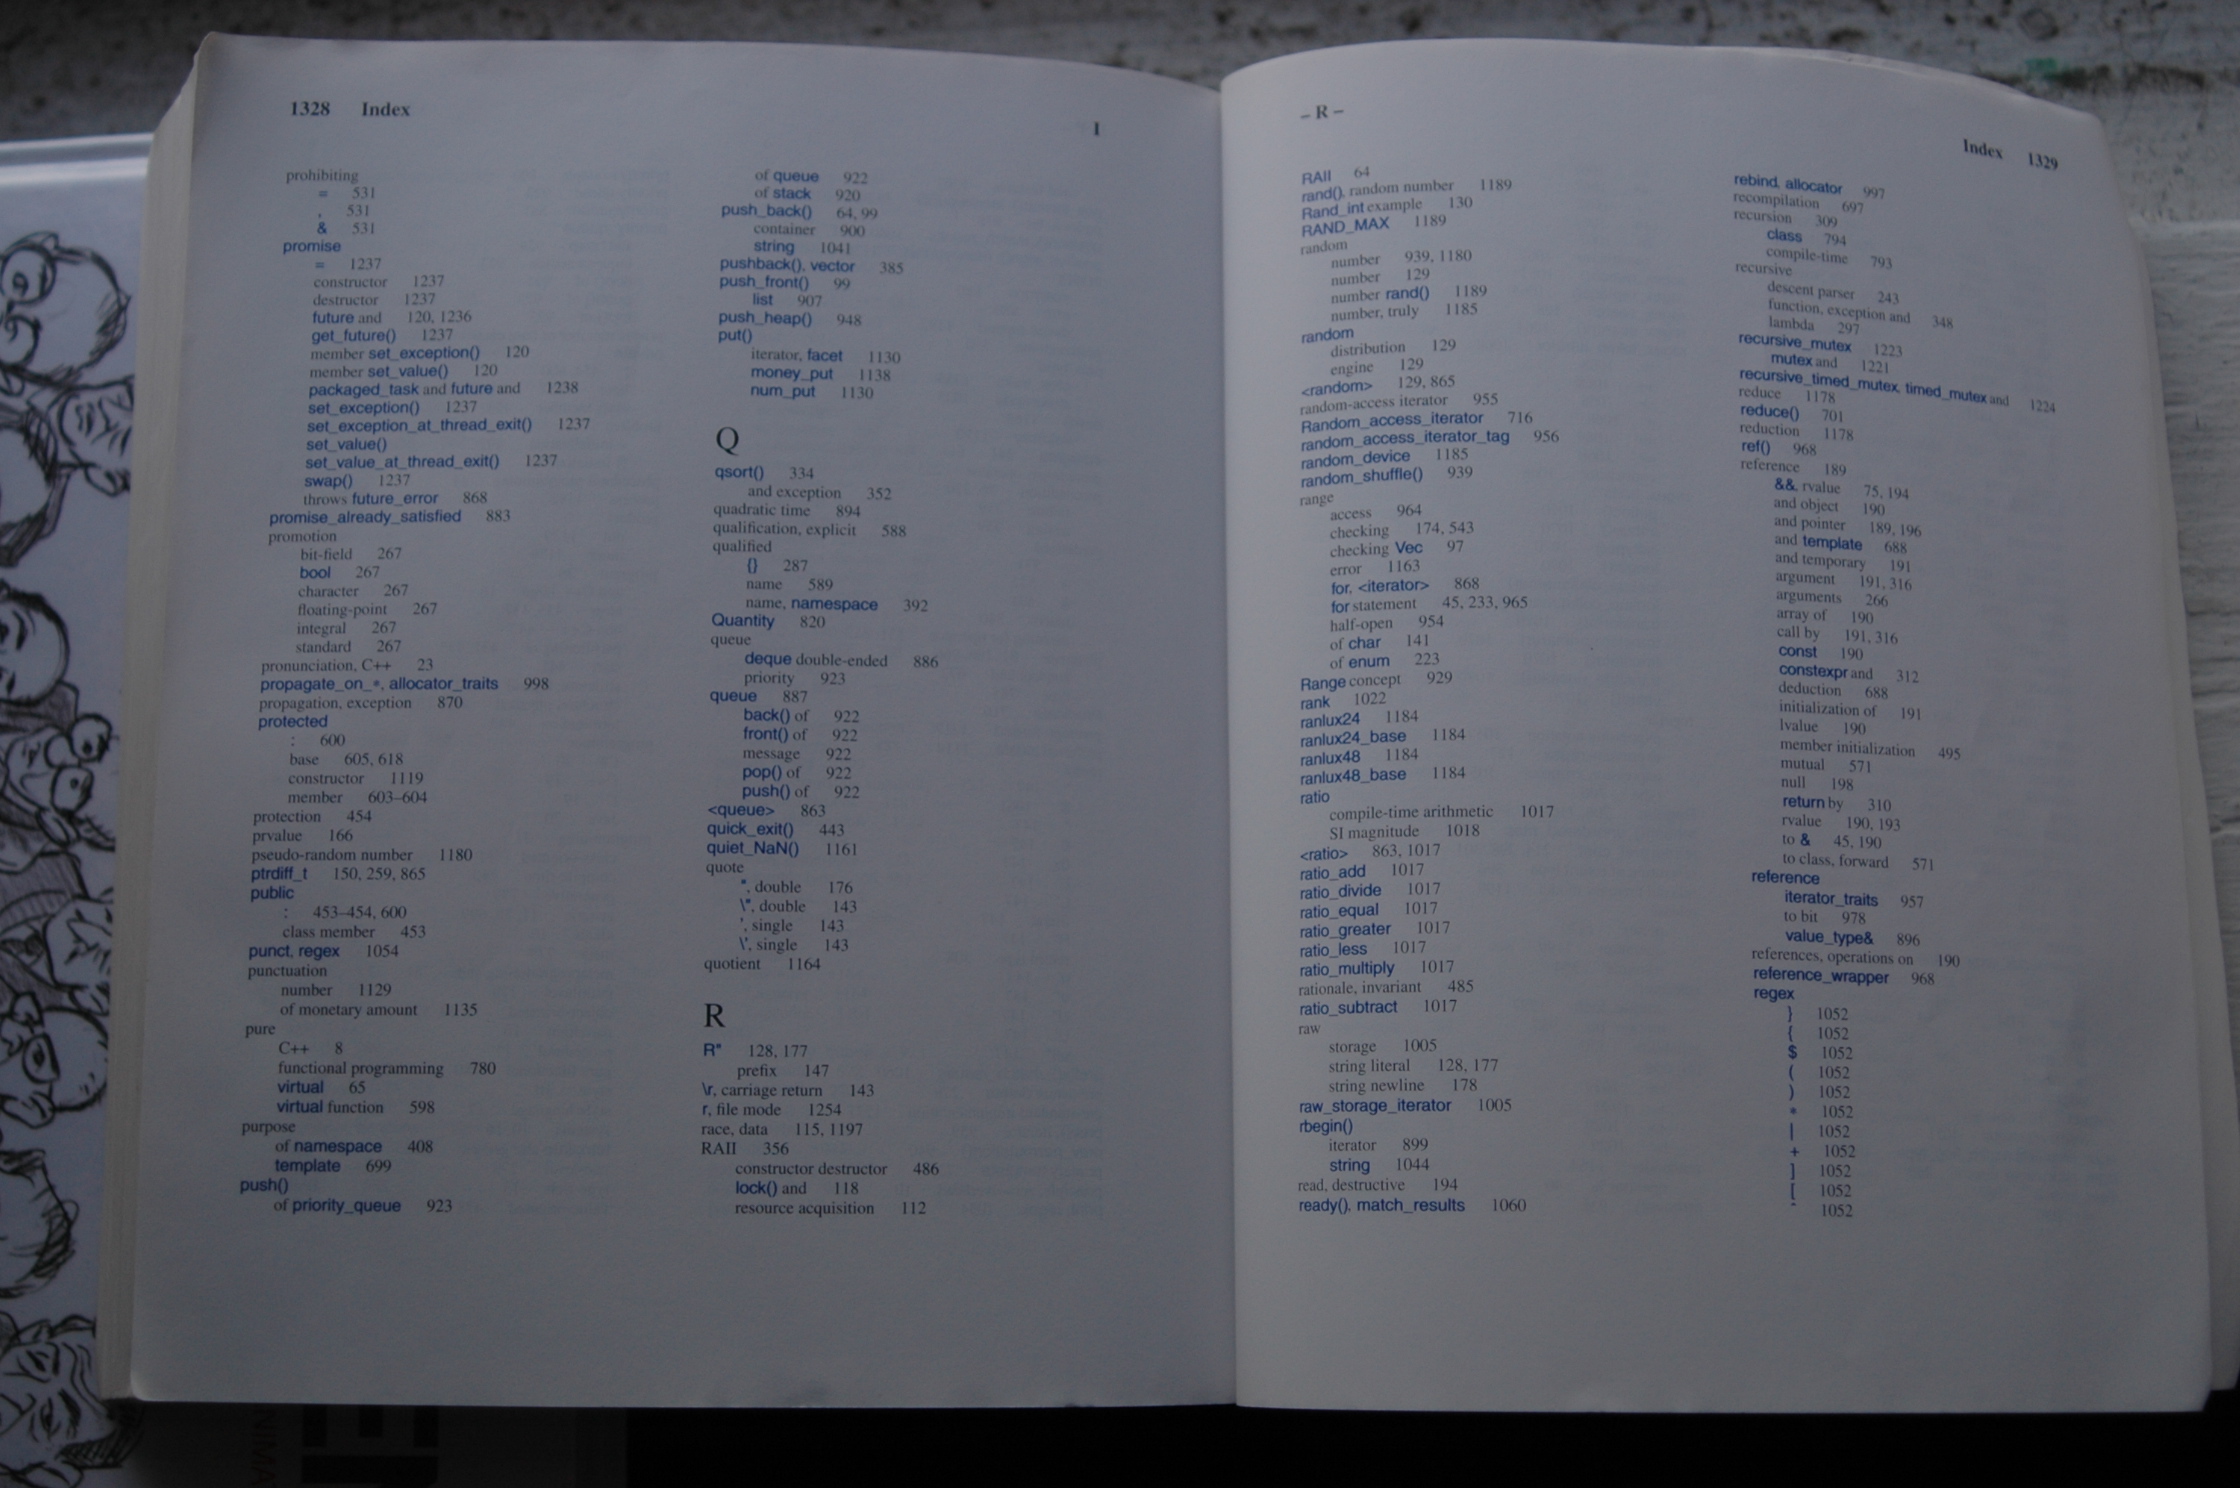 1328 Index
I
prohibiting
= 531
, 531
& 531
promise
= 1237
constructor 1237
destructor 1237
future and 120, 1236
get_future() 1237
member set_exception() 120
member set_value() 120
packaged_task and future and 1238
set_exception() 1237
set_exception_at_thread_exit() 1237
set_value()
set_value_at_thread_exit() 1237
swap() 1237
throws future_error 868
promise_already_satisfied 883
promotion
bit-field 267
bool 267
character 267
floating-point 267
integral 267
standard 267
pronunciation, C++ 23
propagate_on_*, allocator_traits 998
propagation, exception 870
protected
: 600
base 605, 618
constructor 1119
member 603–604
protection 454
prvalue 166
pseudo-random number 1180
ptrdiff_t 150, 259, 865
public
: 453–454, 600
class member 453
punct, regex 1054
punctuation
number 1129
of monetary amount 1135
pure
C++ 8
functional programming 780
virtual 65
virtual function 598
purpose
of namespace 408
template 699
push()
of priority_queue 923
of queue 922
of stack 920
push_back() 64, 99
container 900
string 1041
pushback(), vector 385
push_front() 99
list 907
push_heap() 948
put()
iterator, facet 1130
money_put 1138
num_put 1130
Q
qsort() 334
and exception 352
quadratic time 894
qualification, explicit 588
qualified
{} 287
name 589
name, namespace 392
Quantity 820
queue
deque double-ended 886
priority 923
queue 887
back() of 922
front() of 922
message 922
pop() of 922
push() of 922
<queue> 863
quick_exit() 443
quiet_NaN() 1161
quote
", double 176
\", double 143
', single 143
\', single 143
quotient 1164
R
R" 128, 177
prefix 147
\r, carriage return 143
r, file mode 1254
race, data 115, 1197
RAII 356
constructor destructor 486
lock() and 118
resource acquisition 112
– R –
Index 1329
RAII 64
rand(), random number 1189
Rand_int example 130
RAND_MAX 1189
random
number 939, 1180
number 129
number rand() 1189
number, truly 1185
random
distribution 129
engine 129
<random> 129, 865
random-access iterator 955
Random_access_iterator 716
random_access_iterator_tag 956
random_device 1185
random_shuffle() 939
range
access 964
checking 174, 543
checking Vec 97
error 1163
for, <iterator> 868
for statement 45, 233, 965
half-open 954
of char 141
of enum 223
Range concept 929
rank 1022
ranlux24 1184
ranlux24_base 1184
ranlux48 1184
ranlux48_base 1184
ratio
compile-time arithmetic 1017
SI magnitude 1018
<ratio> 863, 1017
ratio_add 1017
ratio_divide 1017
ratio_equal 1017
ratio_greater 1017
ratio_less 1017
ratio_multiply 1017
rationale, invariant 485
ratio_subtract 1017
raw
storage 1005
string literal 128, 177
string newline 178
raw_storage_iterator 1005
rbegin()
iterator 899
string 1044
read, destructive 194
ready(), match_results 1060
rebind, allocator 997
recompilation 697
recursion 309
class 794
compile-time 793
recursive
descent parser 243
function, exception and 348
lambda 297
recursive_mutex 1223
mutex and 1221
recursive_timed_mutex, timed_mutex and 1224
reduce 1178
reduce() 701
reduction 1178
ref() 968
reference 189
&&, rvalue 75, 194
and object 190
and pointer 189, 196
and template 688
and temporary 191
argument 191, 316
arguments 266
array of 190
call by 191, 316
const 190
constexpr and 312
deduction 688
initialization of 191
lvalue 190
member initialization 495
mutual 571
null 198
return by 310
rvalue 190, 193
to & 45, 190
to class, forward 571
reference
iterator_traits 957
to bit 978
value_type& 896
references, operations on 190
reference_wrapper 968
regex
} 1052
{ 1052
$ 1052
( 1052
) 1052
* 1052
| 1052
+ 1052
] 1052
[ 1052
^ 1052